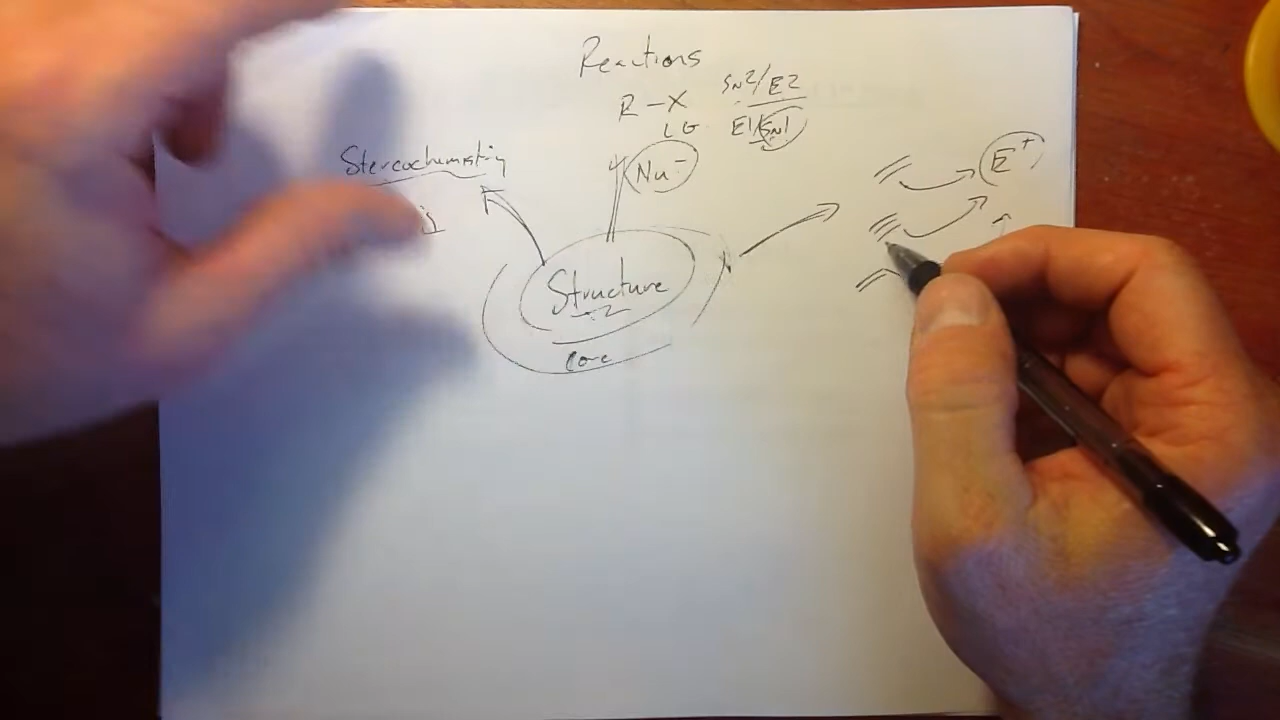 Reactions
R-X SN2/E2
LG E1/SN1
Stereochemistry
Nu⁻
E⁺
Structure
core